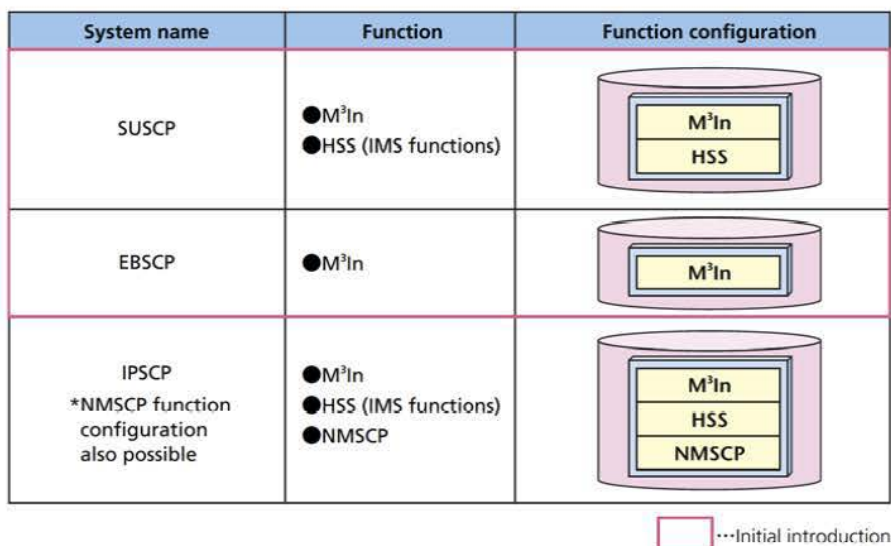 System name
Function
Function configuration
SUSCP
●M³In
●HSS (IMS functions)
M³In
HSS
EBSCP
●M³In
M³In
IPSCP
*NMSCP function
configuration
also possible
●M³In
●HSS (IMS functions)
●NMSCP
M³In
HSS
NMSCP
···Initial introduction